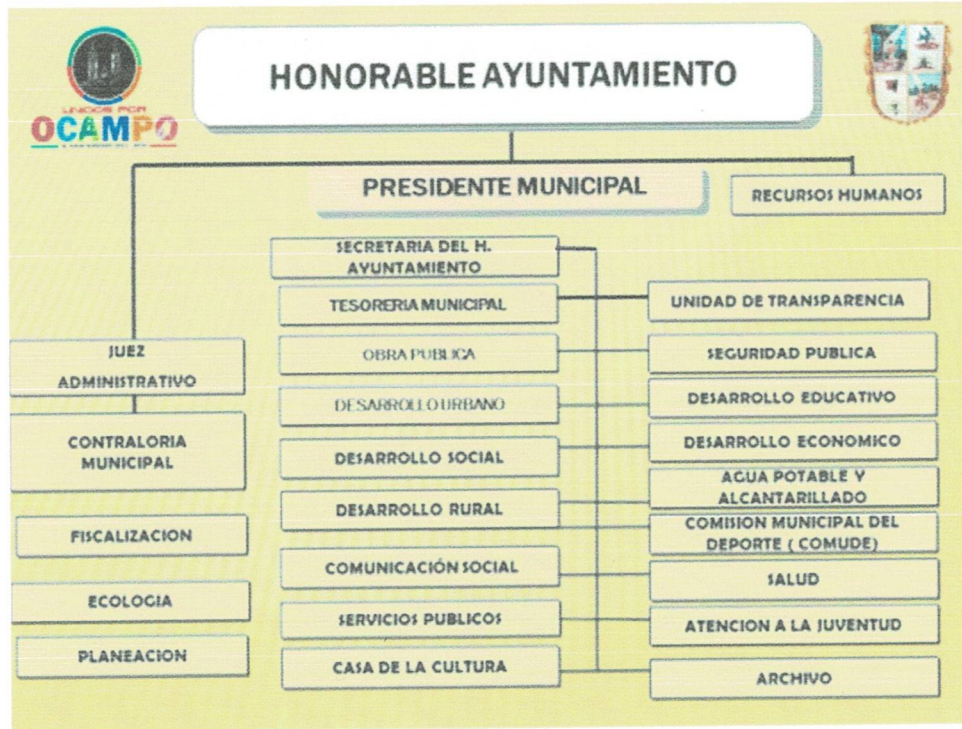 HONORABLE AYUNTAMIENTO
UNIDOS POR
OCAMPO
PRESIDENTE MUNICIPAL
RECURSOS HUMANOS
SECRETARIA DEL H.
AYUNTAMIENTO
TESORERIA MUNICIPAL
OBRA PUBLICA
DESARROLLO URBANO
DESARROLLO SOCIAL
DESARROLLO RURAL
COMUNICACIÓN SOCIAL
SERVICIOS PUBLICOS
CASA DE LA CULTURA
UNIDAD DE TRANSPARENCIA
SEGURIDAD PUBLICA
DESARROLLO EDUCATIVO
DESARROLLO ECONOMICO
AGUA POTABLE Y
ALCANTARILLADO
COMISION MUNICIPAL DEL
DEPORTE ( COMUDE)
SALUD
ATENCION A LA JUVENTUD
ARCHIVO
JUEZ
ADMINISTRATIVO
CONTRALORIA
MUNICIPAL
FISCALIZACION
ECOLOGIA
PLANEACION